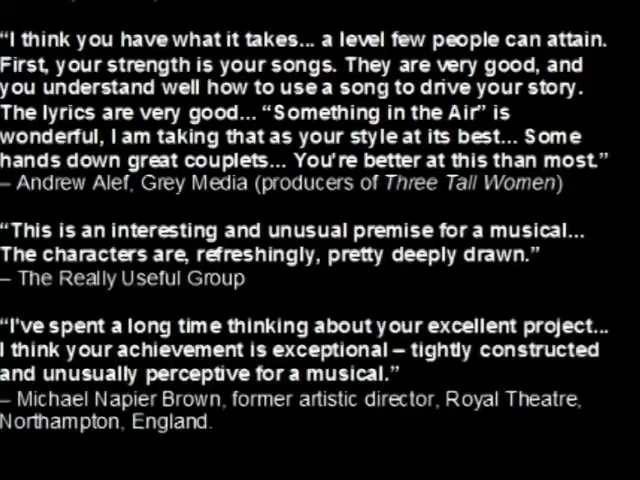 “I think you have what it takes... a level few people can attain.
First, your strength is your songs. They are very good, and
you understand well how to use a song to drive your story.
The lyrics are very good... “Something in the Air” is
wonderful, I am taking that as your style at its best... Some
hands down great couplets... You're better at this than most.”
– Andrew Alef, Grey Media (producers of Three Tall Women)
“This is an interesting and unusual premise for a musical...
The characters are, refreshingly, pretty deeply drawn.”
– The Really Useful Group
“I've spent a long time thinking about your excellent project...
I think your achievement is exceptional – tightly constructed
and unusually perceptive for a musical.”
– Michael Napier Brown, former artistic director, Royal Theatre,
Northampton, England.